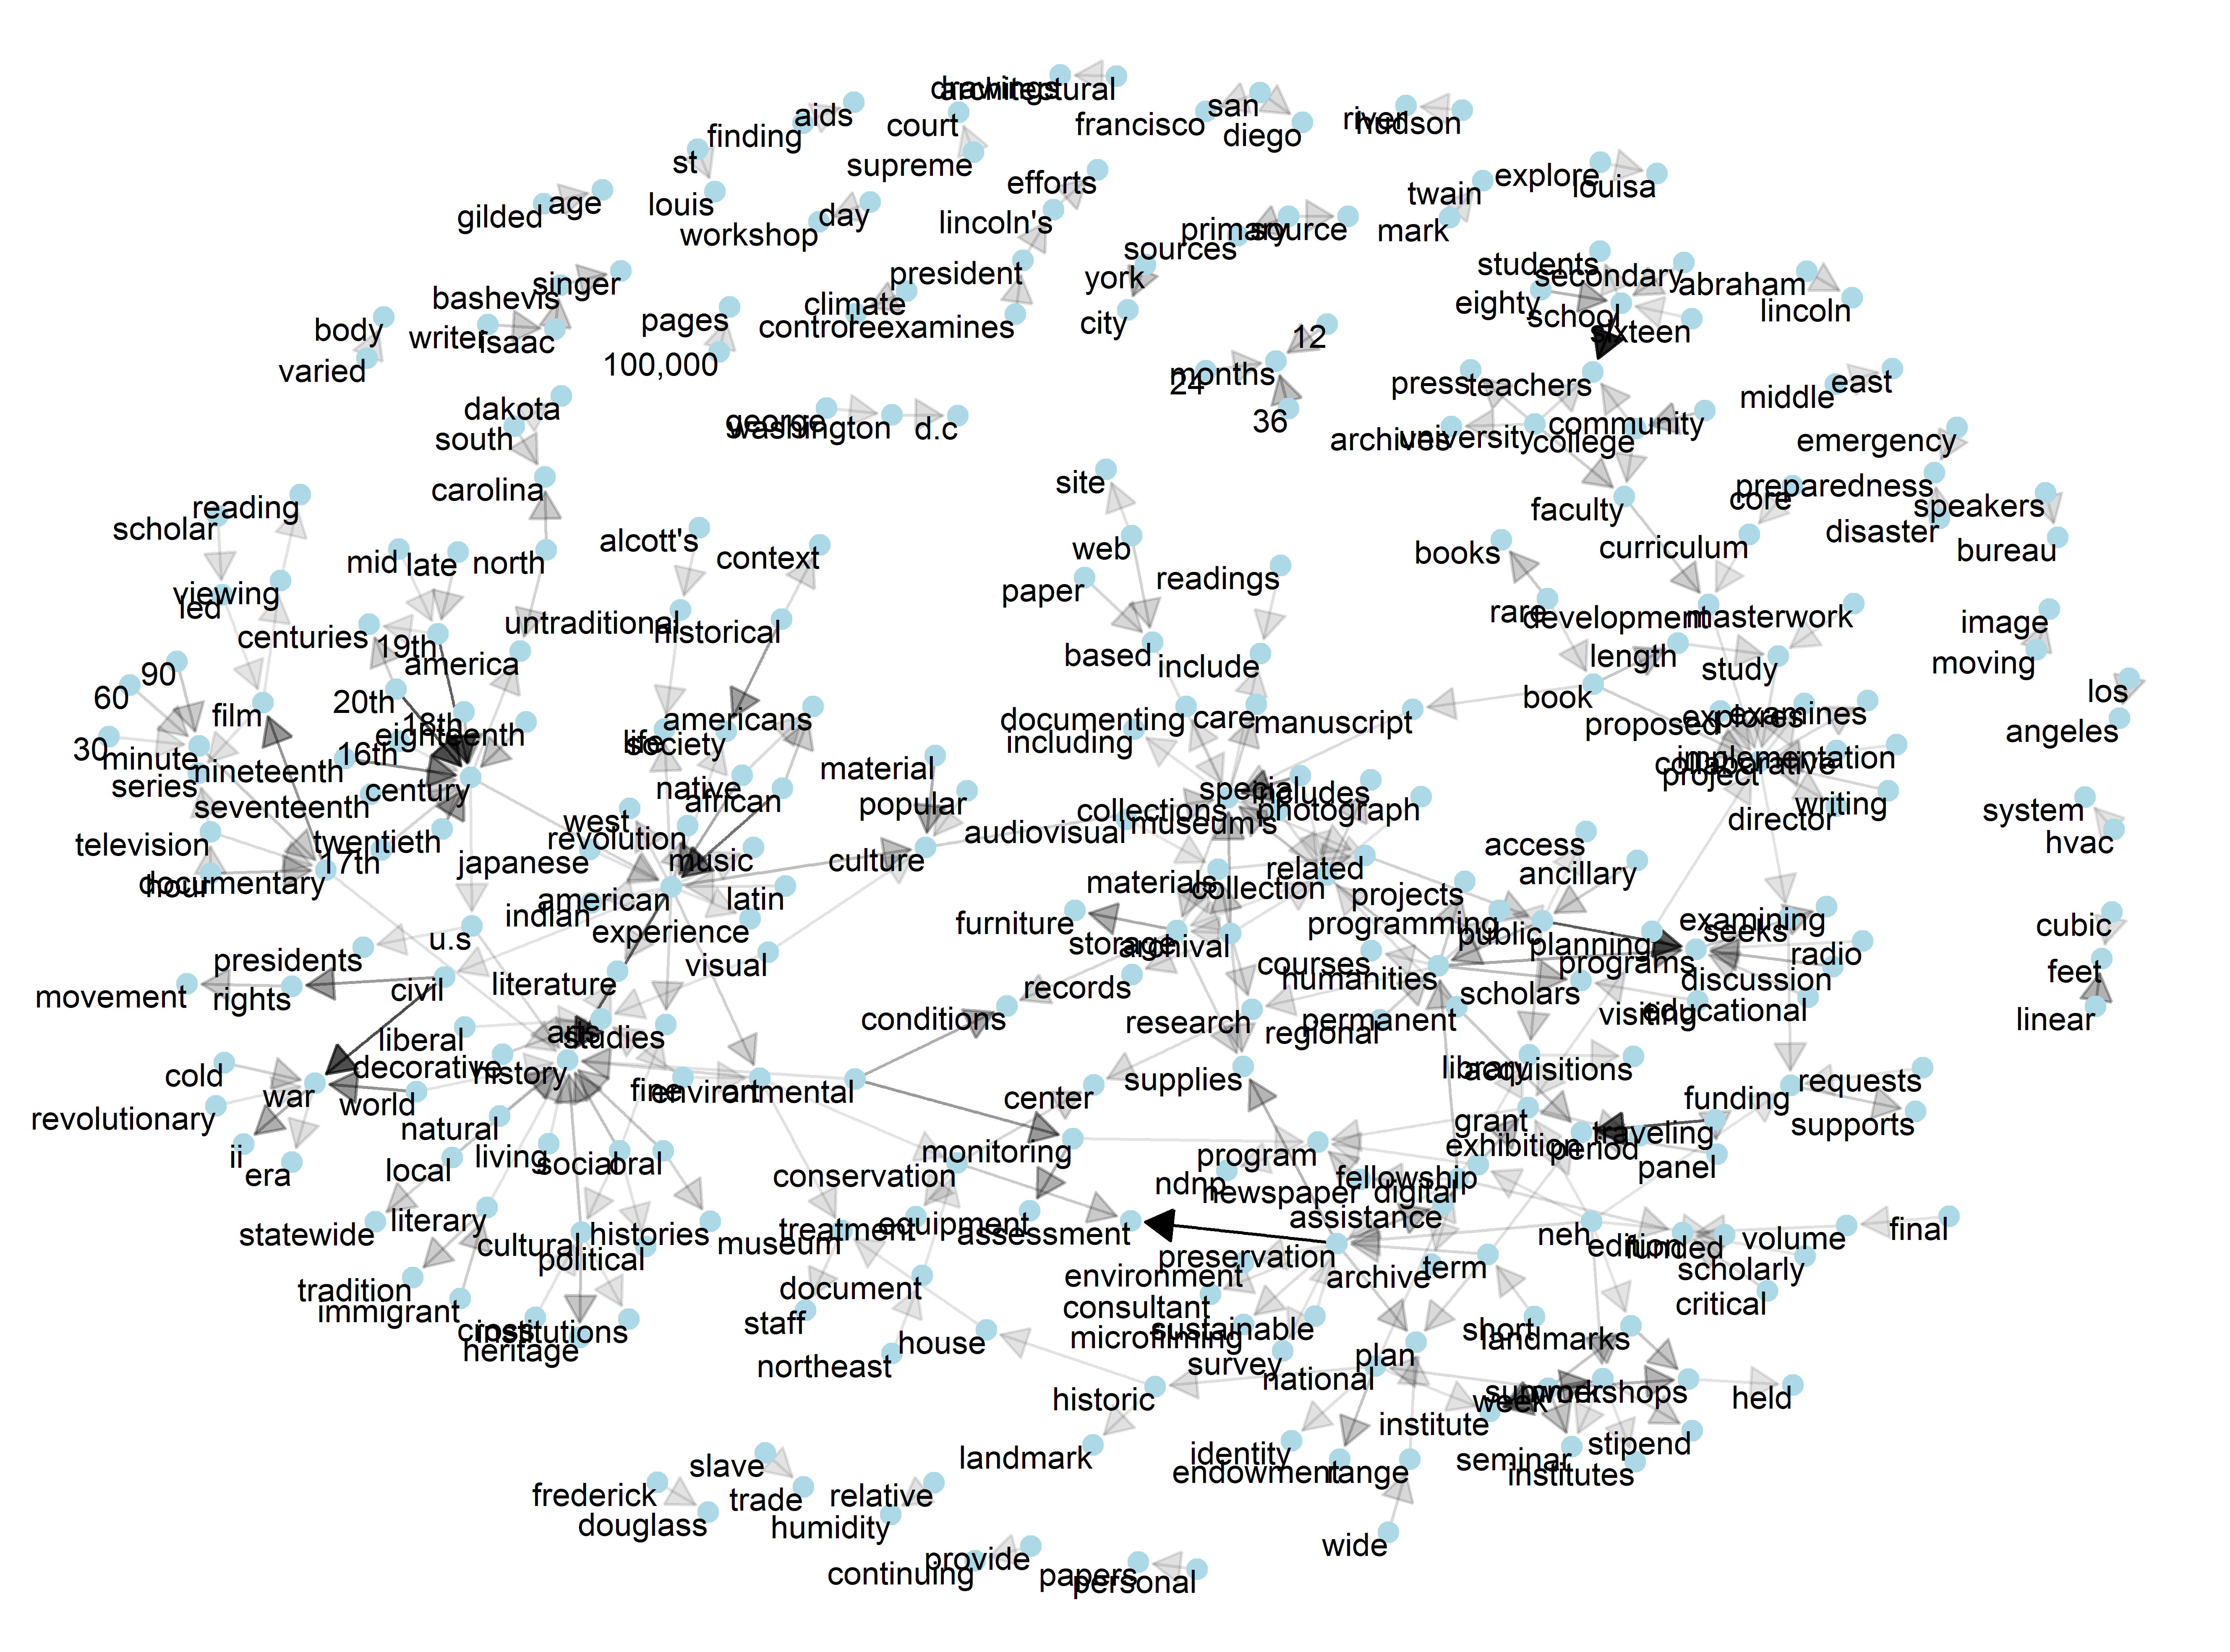 drawings
architectural
aids
finding
court
supreme
francisco
san
diego
river
hudson
st
louis
gilded
age
workshop
day
efforts
lincoln's
president
reexamines
climate
control
primary
source
sources
york
city
twain
mark
explore
louisa
students
secondary
eighty
school
sixteen
abraham
lincoln
bashevis
singer
writer
isaac
body
varied
pages
100,000
12
months
24
36
press
teachers
middle
east
dakota
south
carolina
george
washington
d.c
archives
university
college
community
emergency
preparedness
disaster
core
speakers
bureau
reading
scholar
site
web
paper
faculty
curriculum
books
rare
mid
late
north
alcott's
context
readings
viewing
led
centuries
19th
america
untraditional
historical
based
include
development
masterwork
length
study
book
image
moving
60
90
30
film
20th
18th
eighteenth
16th
minute
series
nineteenth
seventeenth
century
life
society
americans
native
african
documenting
including
care
manuscript
proposed
explores
examines
implementation
collaborative
project
writing
director
los
angeles
material
popular
west
revolution
special
includes
collections
museum's
photograph
audiovisual
system
hvac
television
hour
documentary
17th
twentieth
japanese
music
culture
related
access
ancillary
american
indian
latin
experience
visual
materials
collection
furniture
storage
archival
projects
programming
public
planning
programs
examining
seeks
radio
discussion
cubic
feet
linear
u.s
presidents
civil
movement
rights
literature
records
conditions
research
courses
humanities
regional
permanent
scholars
visiting
educational
liberal
arts
studies
cold
war
decorative
history
revolutionary
world
natural
fine
art
environmental
center
supplies
library
acquisitions
funding
requests
supports
grant
exhibition
period
traveling
panel
ii
era
local
living
social
oral
monitoring
conservation
program
ndnp
newspaper
fellowship
digital
assistance
statewide
literary
cultural
histories
political
museum
treatment
equipment
assessment
preservation
environment
archive
term
neh
edition
funded
volume
final
scholarly
critical
tradition
immigrant
cross
institutions
heritage
staff
document
house
northeast
consultant
sustainable
microfilming
survey
plan
national
short
landmarks
historic
landmark
summer
week
workshops
held
institute
seminar
stipend
institutes
identity
endowment
range
wide
slave
trade
frederick
douglass
relative
humidity
continuing
provide
papers
personal